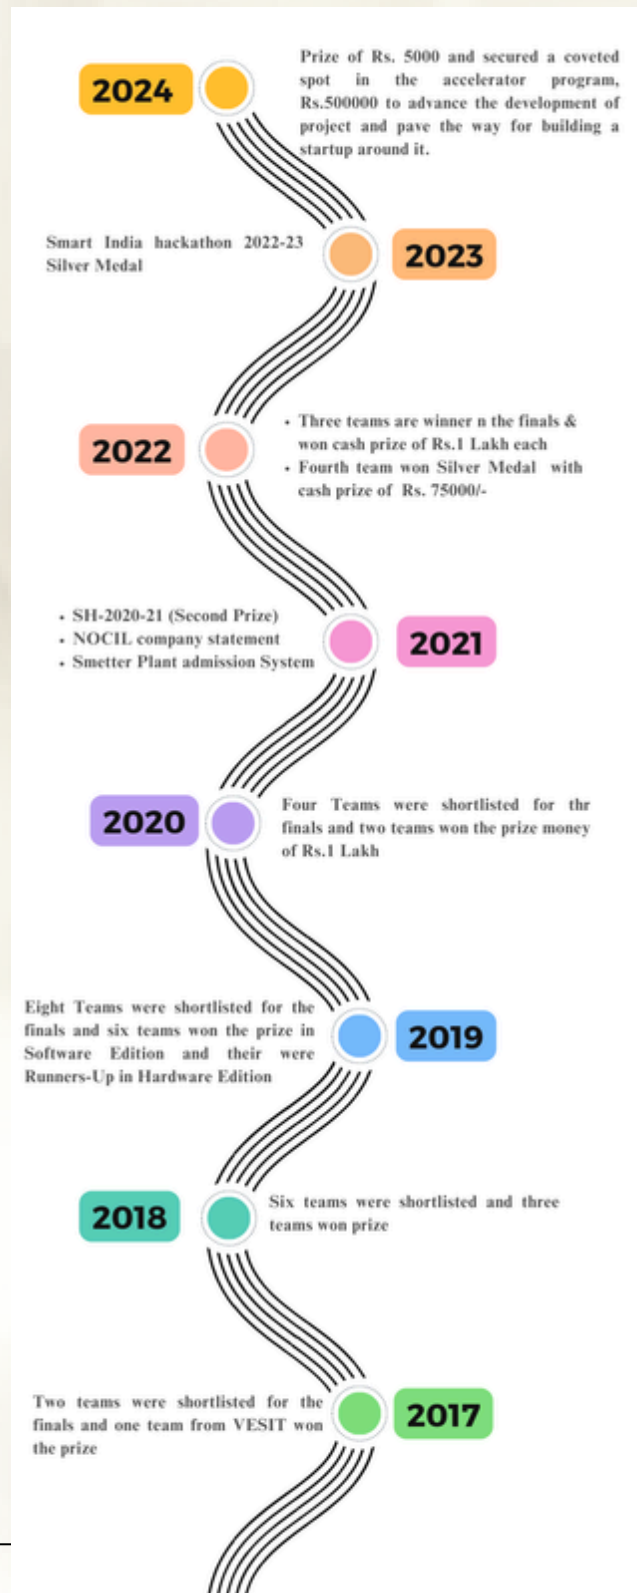 2024
Prize of Rs. 5000 and secured a coveted
spot in the accelerator program,
Rs.500000 to advance the development of
project and pave the way for building a
startup around it.
Smart India hackathon 2022-23
Silver Medal
2023
2022
• Three teams are winner n the finals &
won cash prize of Rs.1 Lakh each
• Fourth team won Silver Medal with
cash prize of Rs. 75000/-
• SH-2020-21 (Second Prize)
• NOCIL company statement
• Smetter Plant admission System
2021
2020
Four Teams were shortlisted for thr
finals and two teams won the prize money
of Rs.1 Lakh
Eight Teams were shortlisted for the
finals and six teams won the prize in
Software Edition and their were
Runners-Up in Hardware Edition
2019
2018
Six teams were shortlisted and three
teams won prize
Two teams were shortlisted for the
finals and one team from VESIT won
the prize
2017